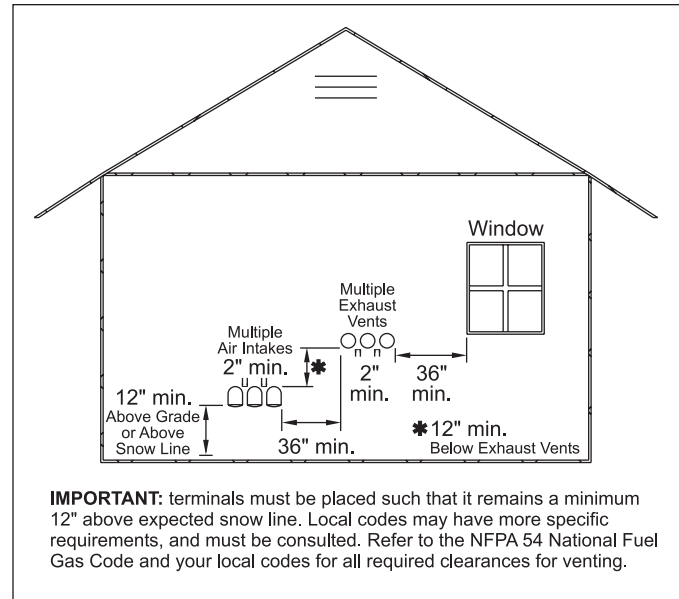 Window
Multiple
Exhaust
Vents
Multiple
Air Intakes
2" min.
✱
2"
min.
36"
min.
12" min.
Above Grade
or Above
Snow Line
36" min.
✱12" min.
Below Exhaust Vents
IMPORTANT: terminals must be placed such that it remains a minimum
12" above expected snow line. Local codes may have more specific
requirements, and must be consulted. Refer to the NFPA 54 National Fuel
Gas Code and your local codes for all required clearances for venting.